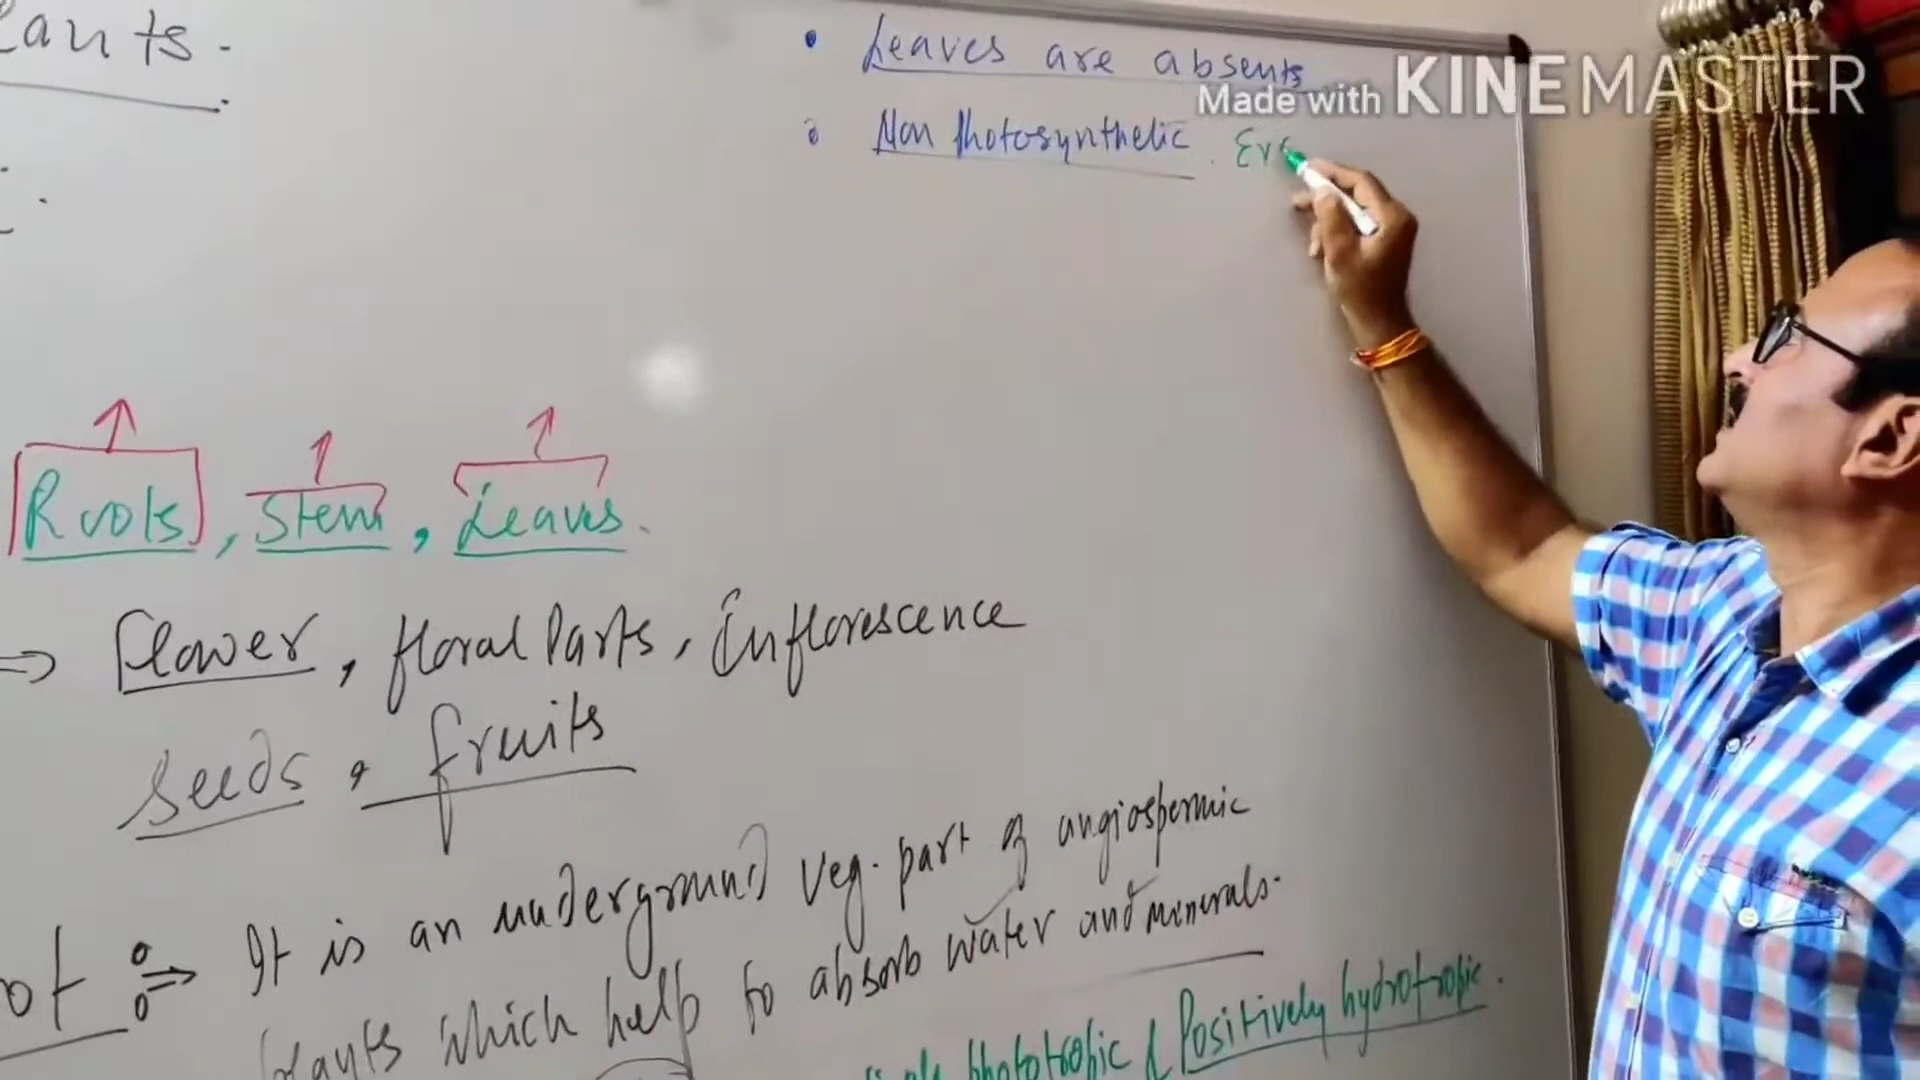 • Leaves are absents
Made with KINEMASTER
• Non Photosynthetic.
Roots, Stem, Leaves.
⇒ Flower, floral Parts, Inflorescence
Seeds, fruits
It is an underground veg. part of angiospermic
plants which help to absorb water and minerals.
phototropic & Positively hydrotropic.